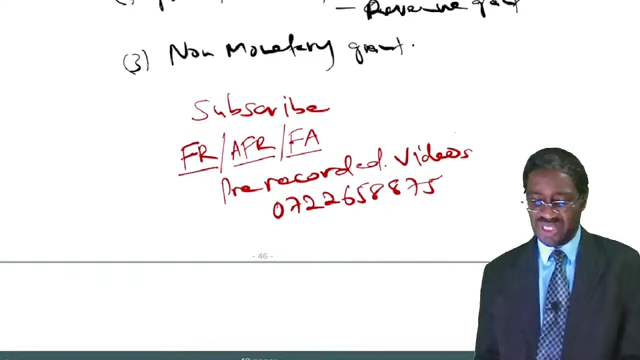 — Revenue grant
(3) Non Monetary grant.
Subscribe
FR/AFR/FA
Prerecorded. Videos
0722658875
- 46 -